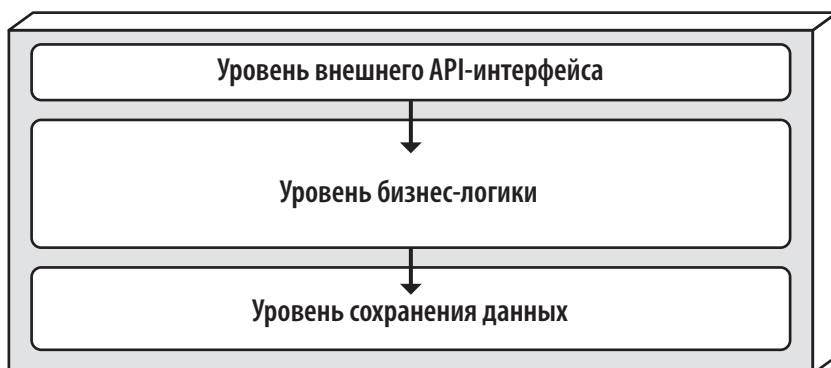 Уровень внешнего API-интерфейса
Уровень бизнес-логики
Уровень сохранения данных